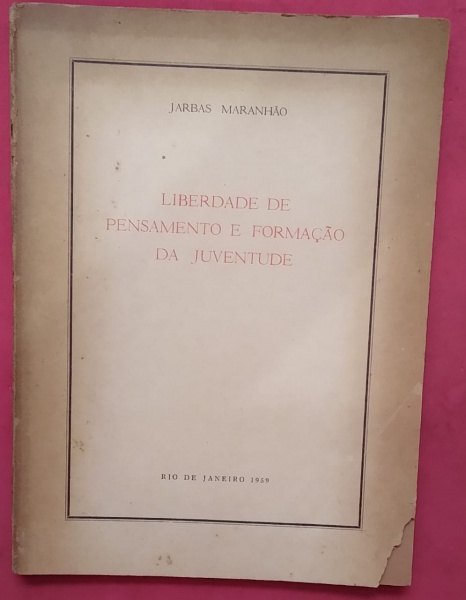 JARBAS MARANHÃO
LIBERDADE DE
PENSAMENTO E FORMAÇÃO
DA JUVENTUDE
RIO DE JANEIRO 1959